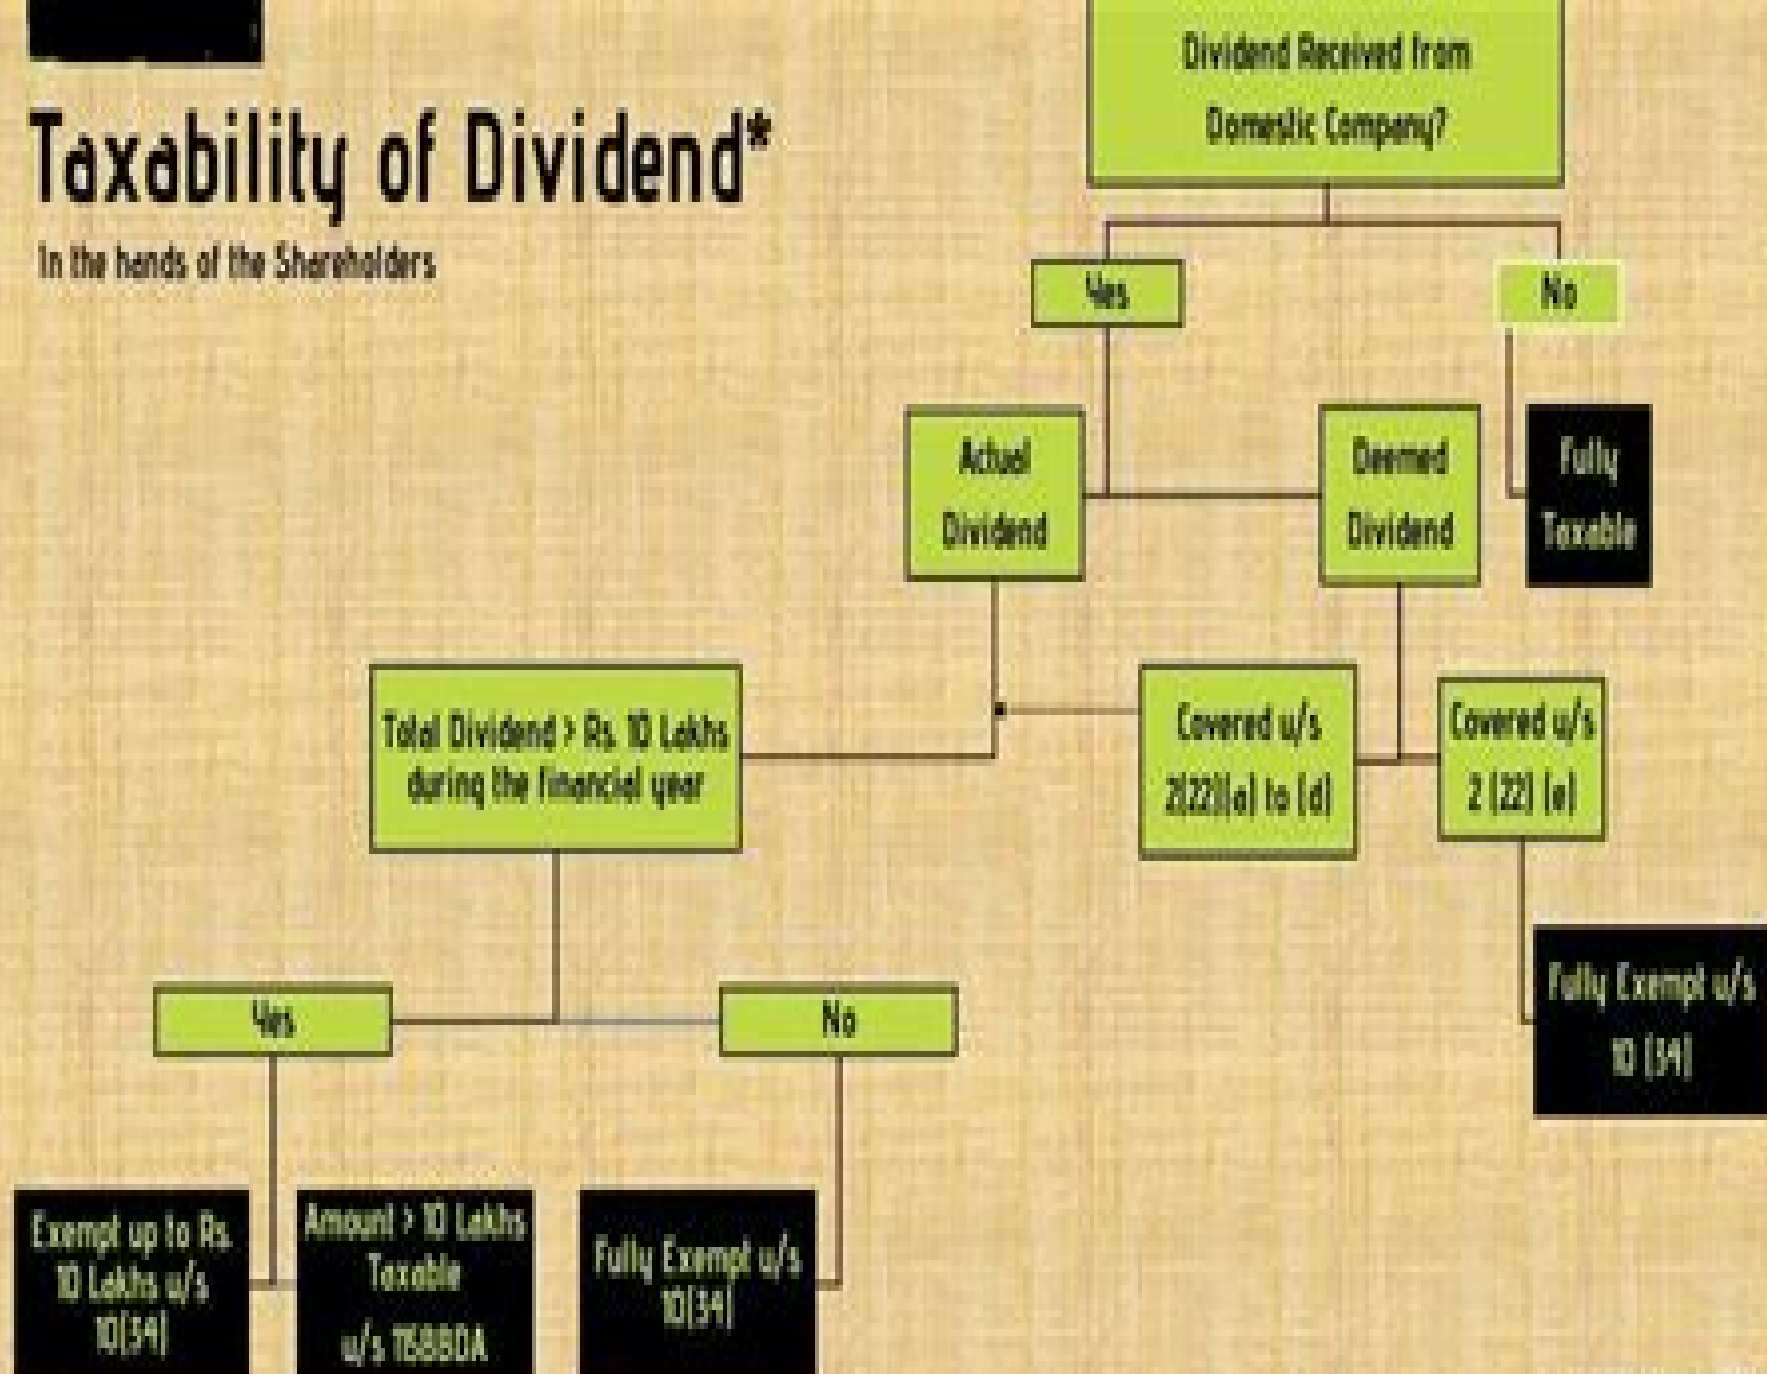 Taxability of Dividend*
In the hands of the Shareholders
Dividend Received from
Domestic Company?
Yes
No
Actual
Dividend
Deemed
Dividend
Fully
Taxable
Total Dividend > Rs. 10 Lakhs
during the financial year
Covered u/s
2(22)(a) to (d)
Covered u/s
2 (22) (e)
Yes
No
Fully Exempt u/s
10 (34)
Exempt up to Rs.
10 Lakhs u/s
10(34)
Amount > 10 Lakhs
Taxable
u/s 115BBDA
Fully Exempt u/s
10(34)